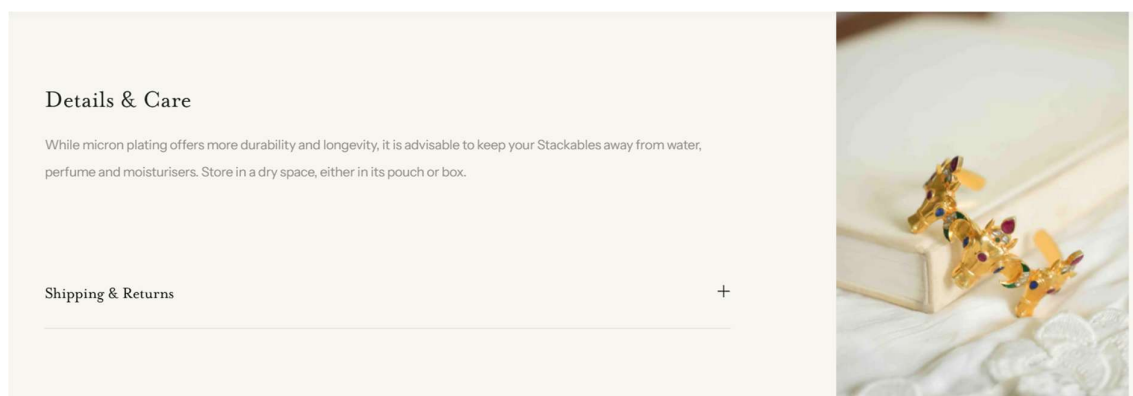 Details & Care
While micron plating offers more durability and longevity, it is advisable to keep your Stackables away from water,
perfume and moisturisers. Store in a dry space, either in its pouch or box.
Shipping & Returns +